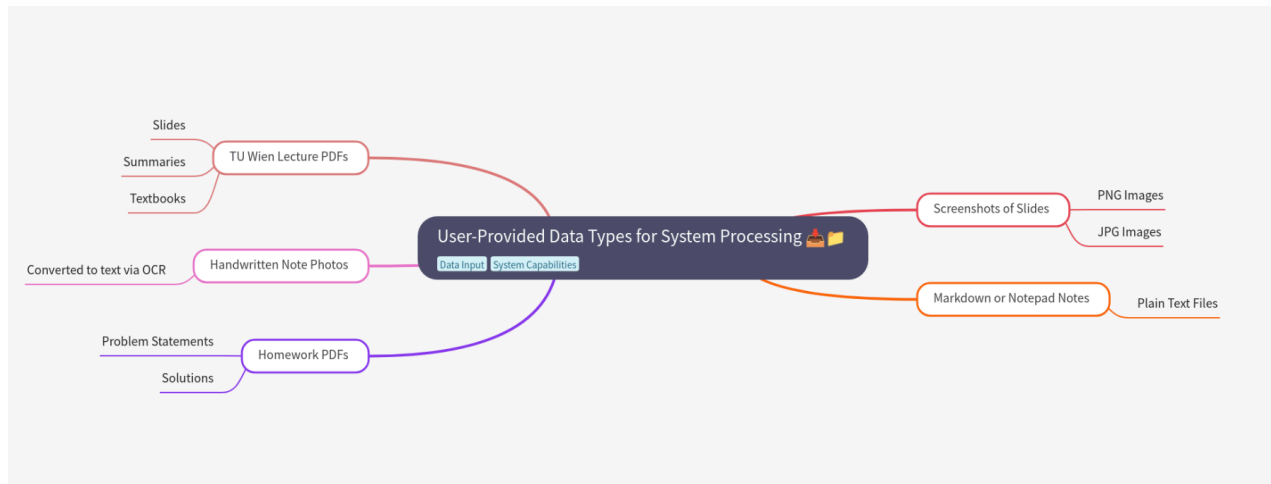 User-Provided Data Types for System Processing 📥📁
Data Input System Capabilities
TU Wien Lecture PDFs
Slides
Summaries
Textbooks
Handwritten Note Photos
Converted to text via OCR
Homework PDFs
Problem Statements
Solutions
Screenshots of Slides
PNG Images
JPG Images
Markdown or Notepad Notes
Plain Text Files